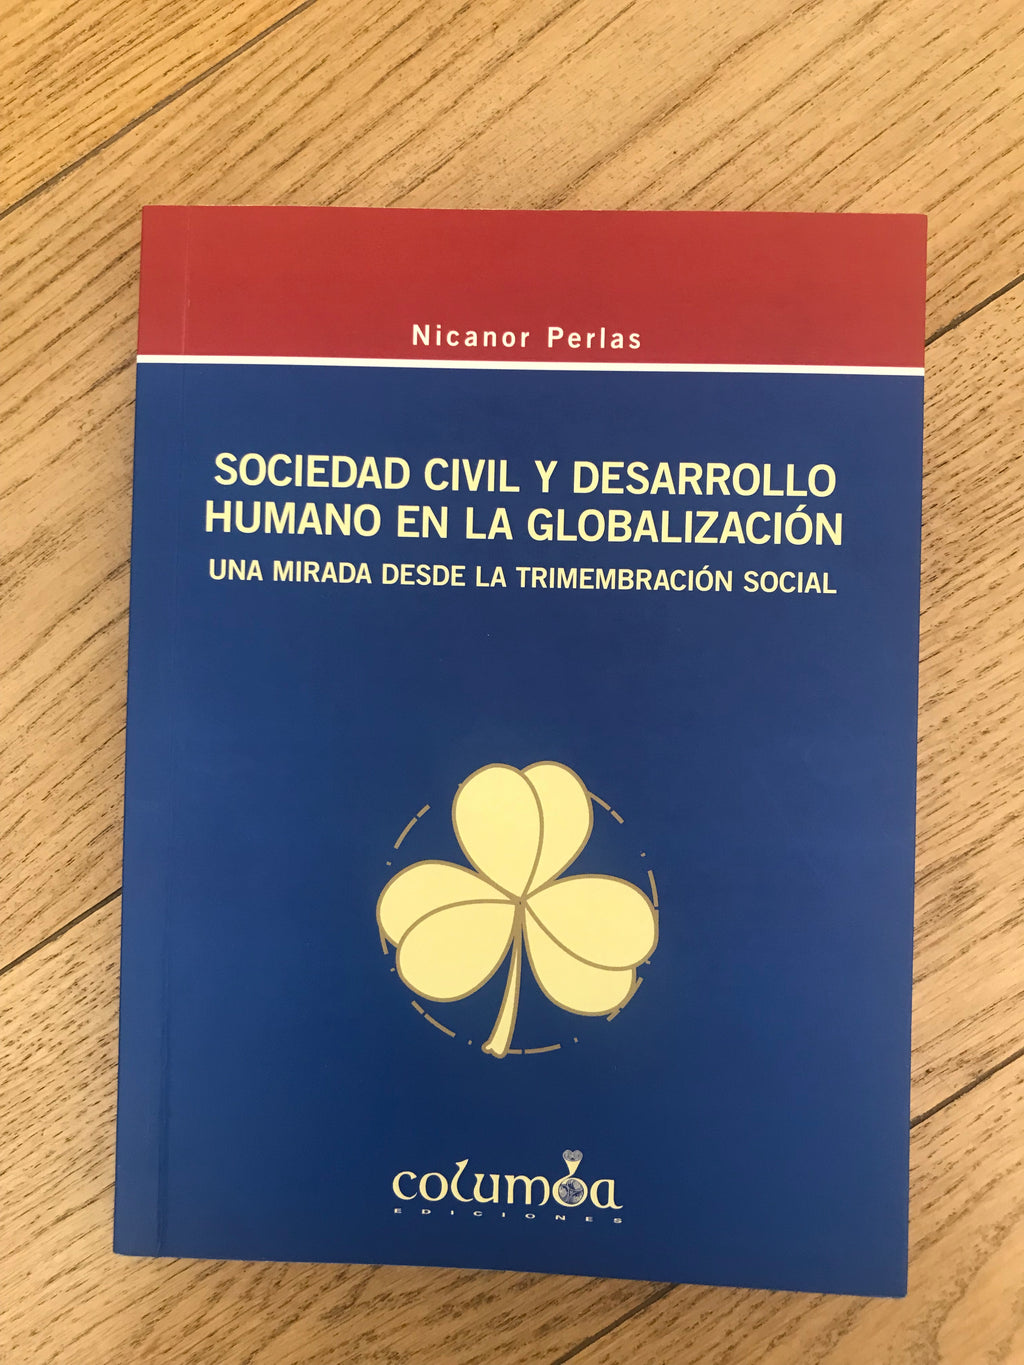 Nicanor Perlas
SOCIEDAD CIVIL Y DESARROLLO
HUMANO EN LA GLOBALIZACIÓN
UNA MIRADA DESDE LA TRIMEMBRACIÓN SOCIAL
columba
EDICIONES